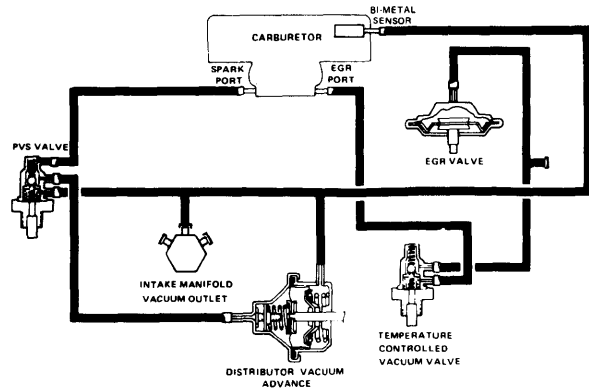 BI-METAL
SENSOR
CARBURETOR
SPARK
PORT
EGR
PORT
PVS VALVE
EGR VALVE
INTAKE MANIFOLD
VACUUM OUTLET
TEMPERATURE
CONTROLLED
VACUUM VALVE
DISTRIBUTOR VACUUM
ADVANCE